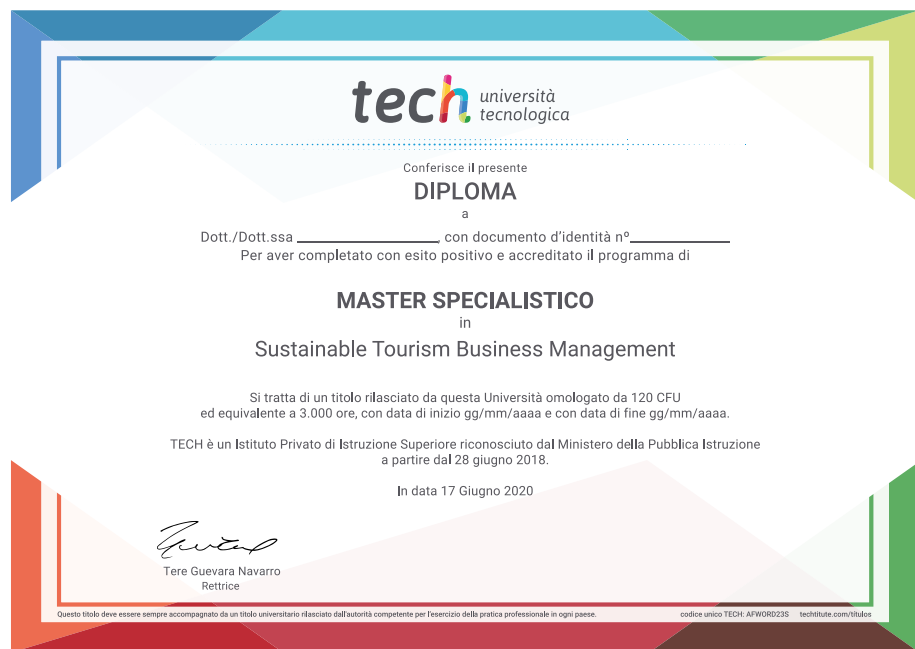 tech università
tecnologica
Conferisce il presente
DIPLOMA
a
Dott./Dott.ssa ____________________, con documento d'identità nº______________
Per aver completato con esito positivo e accreditato il programma di
MASTER SPECIALISTICO
in
Sustainable Tourism Business Management
Si tratta di un titolo rilasciato da questa Università omologato da 120 CFU
ed equivalente a 3.000 ore, con data di inizio gg/mm/aaaa e con data di fine gg/mm/aaaa.
TECH è un Istituto Privato di Istruzione Superiore riconosciuto dal Ministero della Pubblica Istruzione
a partire dal 28 giugno 2018.
In data 17 Giugno 2020
Tere Guevara Navarro
Rettrice
Questo titolo deve essere sempre accompagnato da un titolo universitario rilasciato dall'autorità competente per l'esercizio della pratica professionale in ogni paese. codice unico TECH: AFWORD23S techtitute.com/titulos